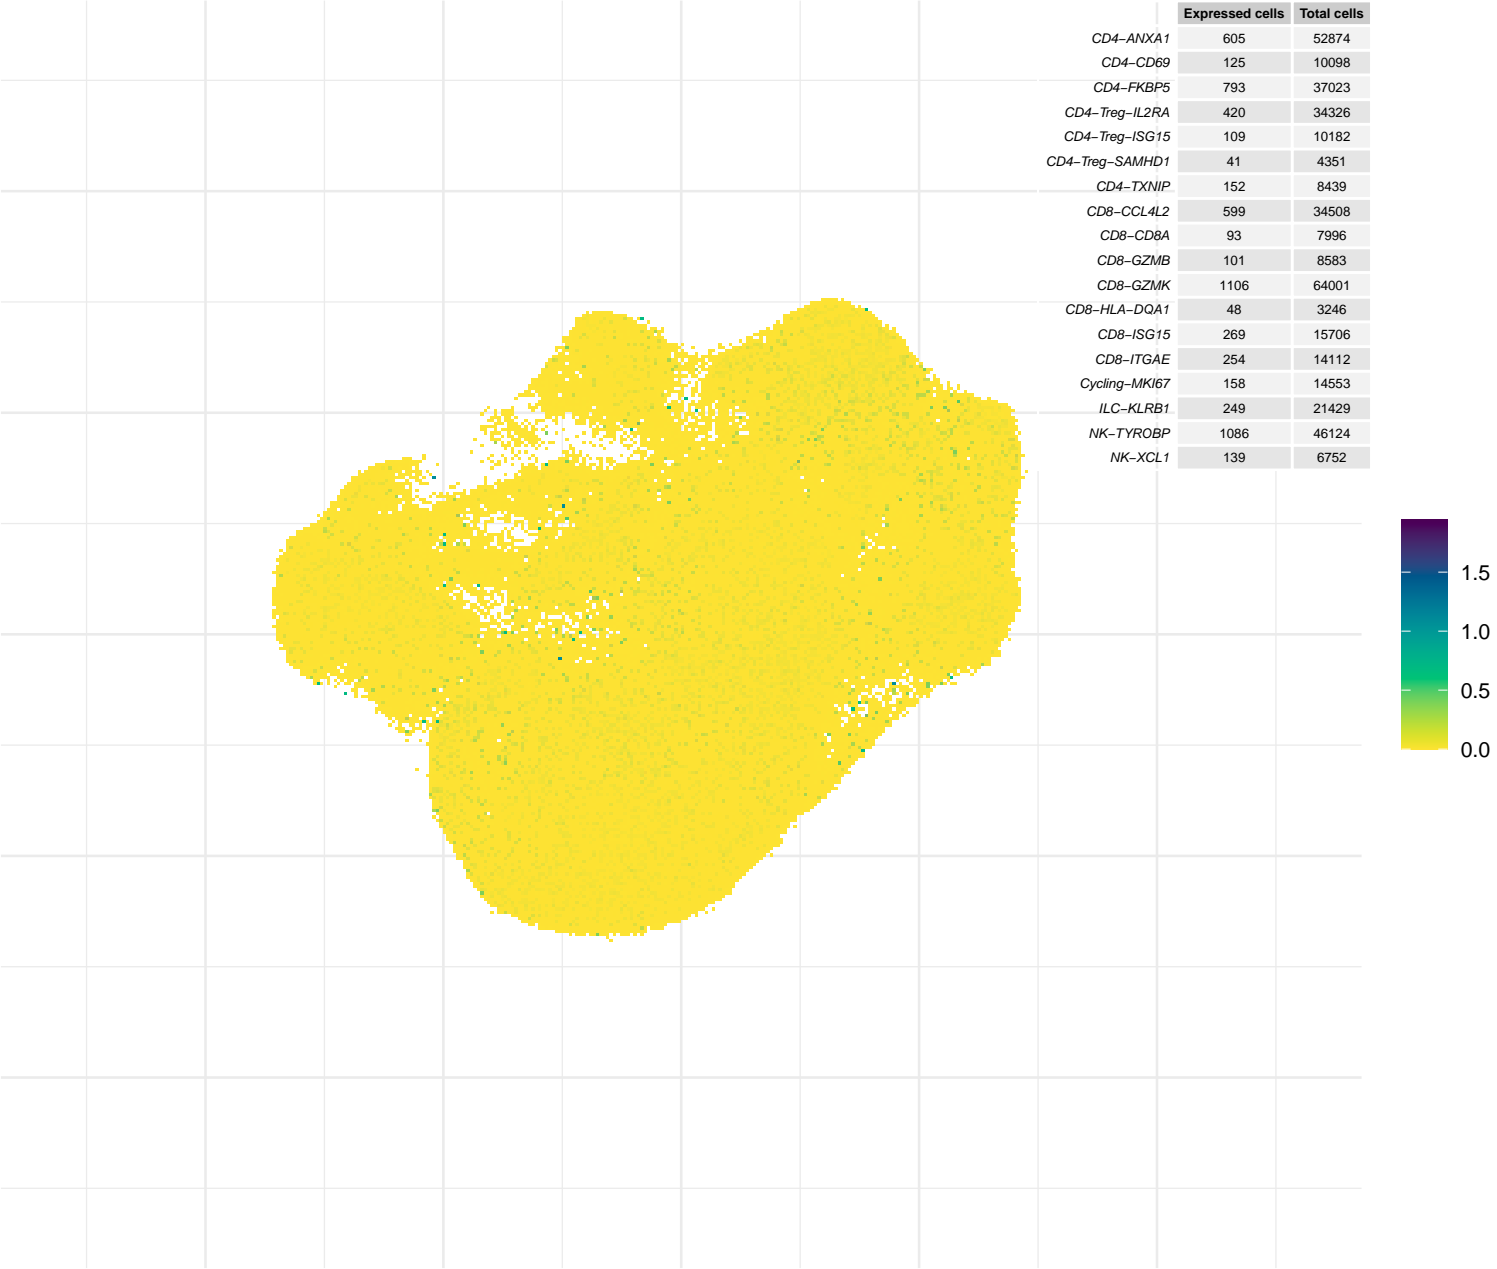 Expressed cells Total cells
CD4−ANXA1 605 52874
CD4−CD69 125 10098
CD4−FKBP5 793 37023
CD4−Treg−IL2RA 420 34326
CD4−Treg−ISG15 109 10182
CD4−Treg−SAMHD1 41 4351
CD4−TXNIP 152 8439
CD8−CCL4L2 599 34508
CD8−CD8A 93 7996
CD8−GZMB 101 8583
CD8−GZMK 1106 64001
CD8−HLA−DQA1 48 3246
CD8−ISG15 269 15706
CD8−ITGAE 254 14112
Cycling−MKI67 158 14553
ILC−KLRB1 249 21429
NK−TYROBP 1086 46124
NK−XCL1 139 6752
1.5
1.0
0.5
0.0